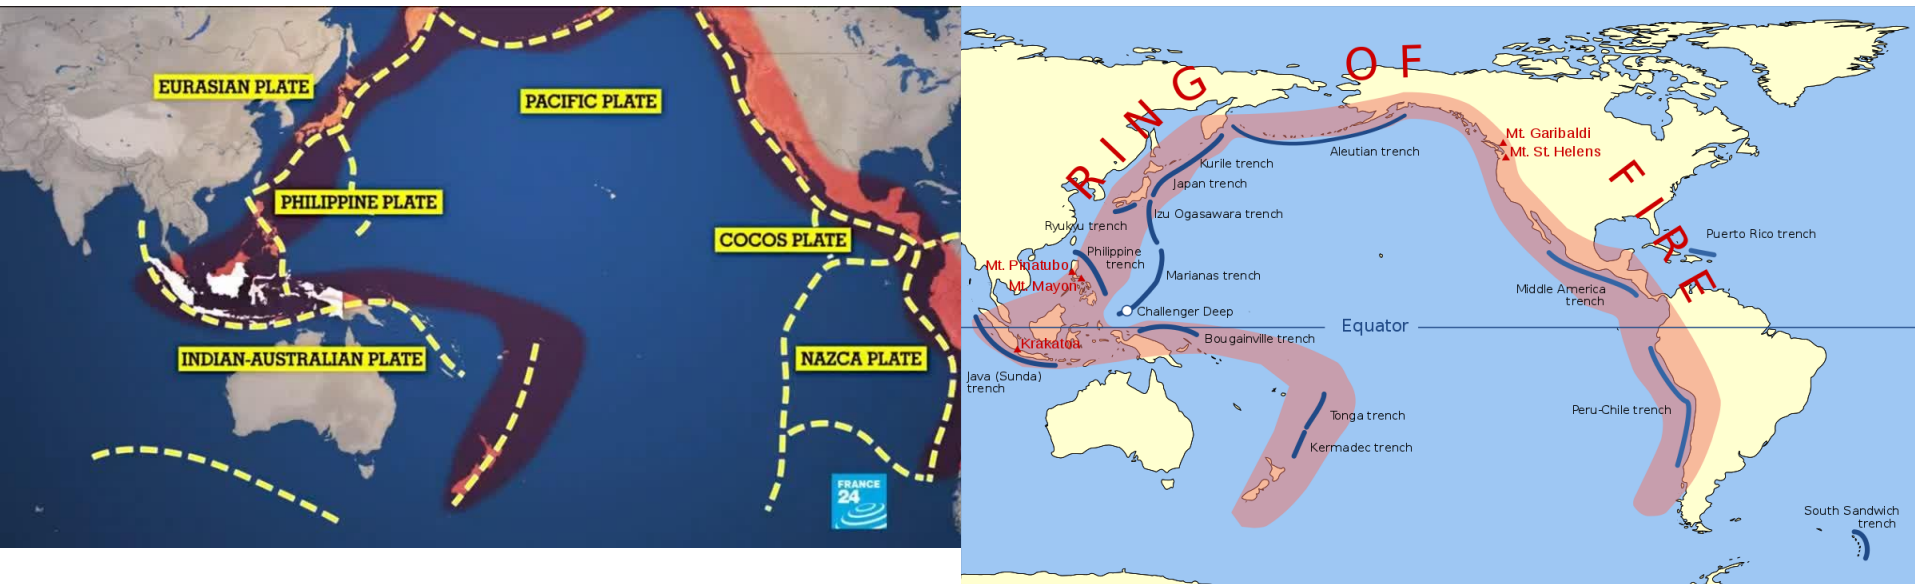 EURASIAN PLATE
PACIFIC PLATE
PHILIPPINE PLATE
COCOS PLATE
INDIAN-AUSTRALIAN PLATE
NAZCA PLATE
FRANCE
24
RING OF FIRE
Mt. Garibaldi
Mt. St. Helens
Aleutian trench
Kurile trench
Japan trench
Izu Ogasawara trench
Ryukyu trench
Puerto Rico trench
Philippine
trench
Mt. Pinatubo
Mt. Mayon
Marianas trench
Middle America
trench
Challenger Deep
Equator
Bougainville trench
Krakatoa
Java (Sunda)
trench
Tonga trench
Peru-Chile trench
Kermadec trench
South Sandwich
trench